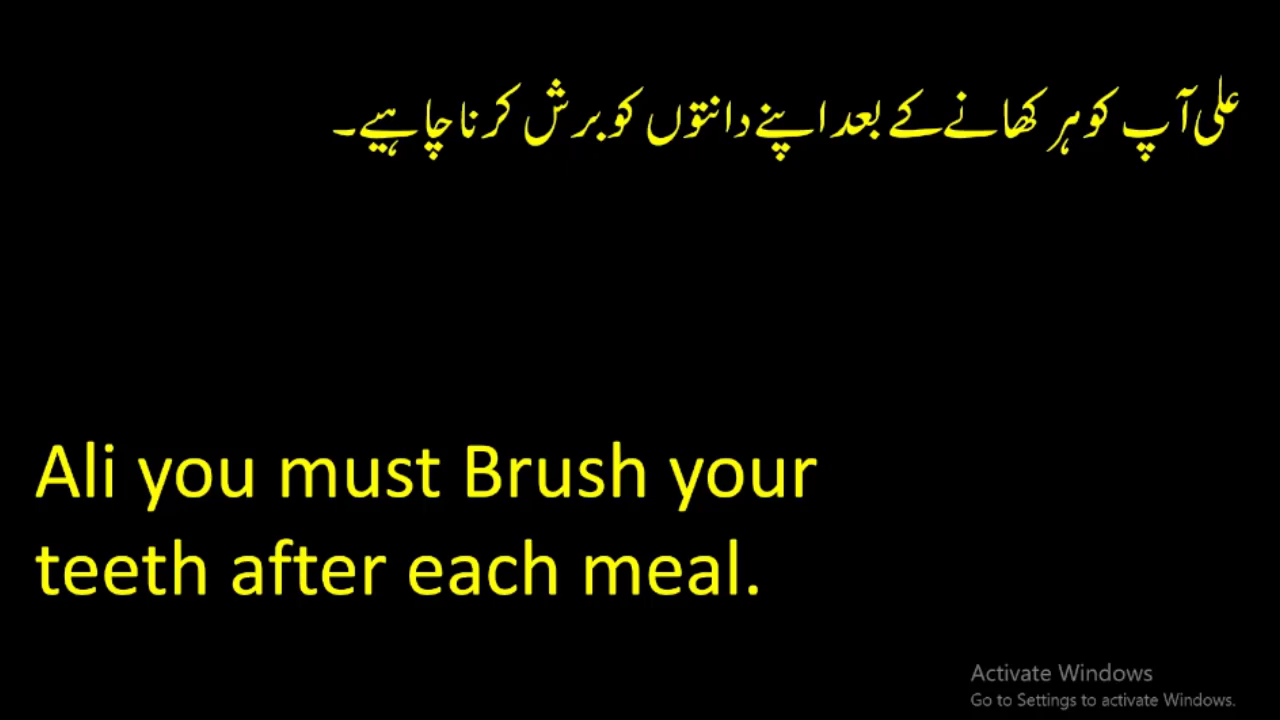 علی آپ کو ہر کھانے کے بعد اپنے دانتوں کو برش کرنا چاہیے۔
Ali you must Brush your
teeth after each meal.
Activate Windows
Go to Settings to activate Windows.